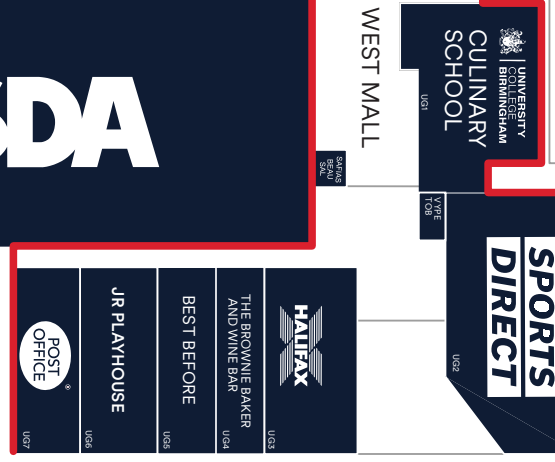 SDA
WEST MALL
UNIVERSITY
COLLEGE
BIRMINGHAM
CULINARY
SCHOOL
UG1
SAFIAS
BEAU
SAL
VYPE
TOB
SPORTS
DIRECT
UG2
HALIFAX
UG3
THE BROWNIE BAKER
AND WINE BAR
UG4
BEST BEFORE
UG5
JR PLAYHOUSE
UG6
POST
OFFICE
®
UG7